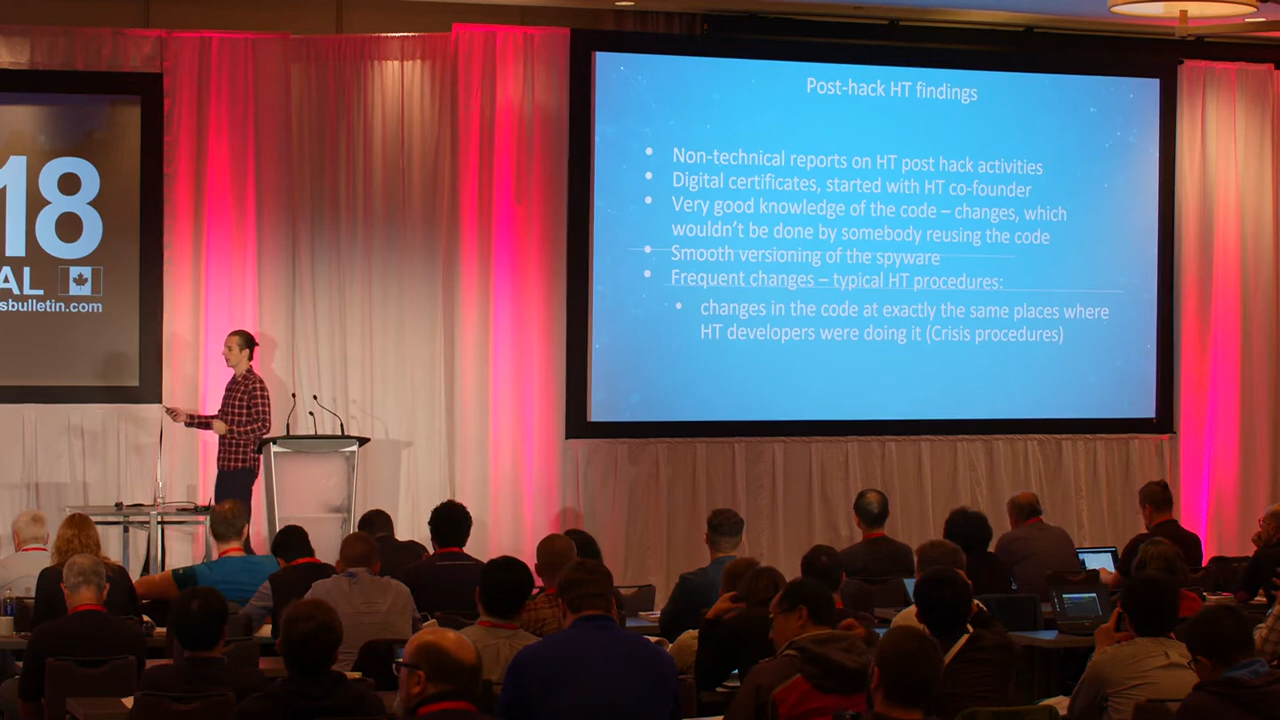 18
AL
sbulletin.com
Post-hack HT findings
• Non-technical reports on HT post hack activities
• Digital certificates, started with HT co-founder
• Very good knowledge of the code – changes, which
wouldn't be done by somebody reusing the code
• Smooth versioning of the spyware
• Frequent changes – typical HT procedures:
• changes in the code at exactly the same places where
HT developers were doing it (Crisis procedures)